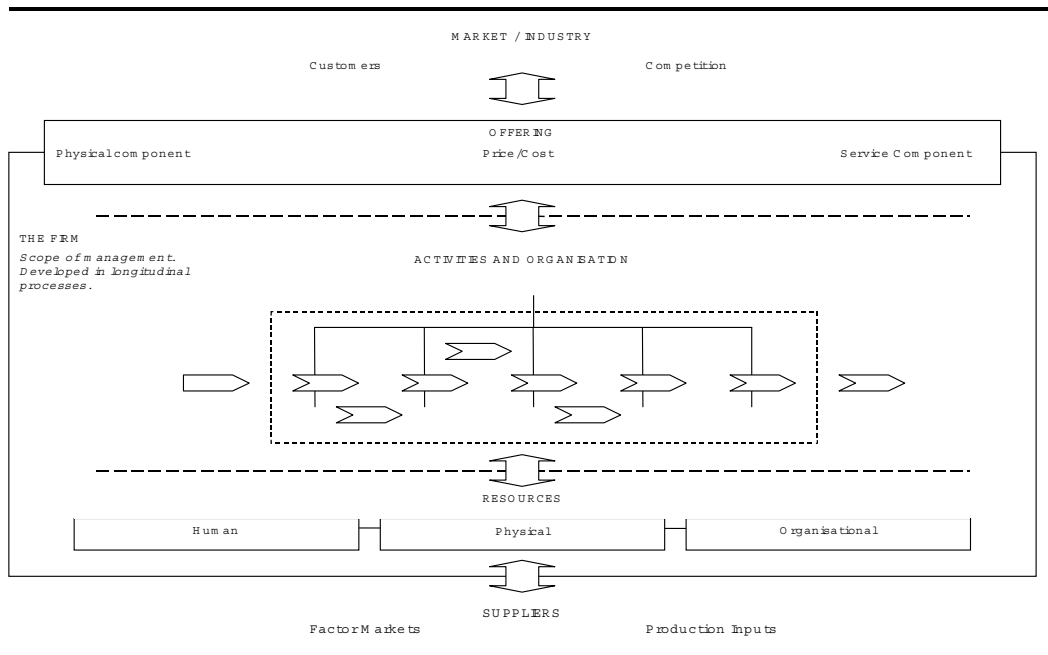 MARKET / INDUSTRY
Customers Competition
OFFERING
Physical component Price/Cost Service Component
THE FIRM
Scope of management.
Developed in longitudinal
processes.
ACTIVITIES AND ORGANISATION
RESOURCES
Human Physical Organisational
SUPPLIERS
Factor Markets Production Inputs